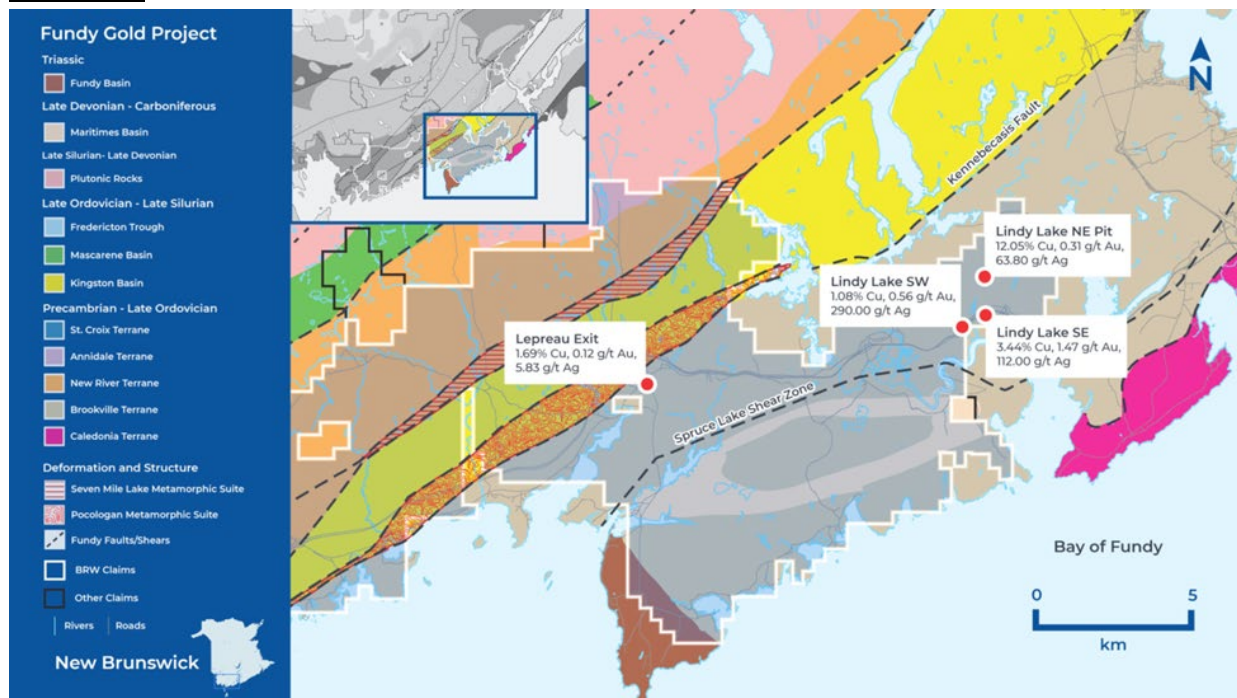 Fundy Gold Project
Triassic
Fundy Basin
Late Devonian - Carboniferous
Maritimes Basin
Late Silurian- Late Devonian
Plutonic Rocks
Late Ordovician - Late Silurian
Fredericton Trough
Mascarene Basin
Kingston Basin
Precambrian - Late Ordovician
St. Croix Terrane
Annidale Terrane
New River Terrane
Brookville Terrane
Caledonia Terrane
Deformation and Structure
Seven Mile Lake Metamorphic Suite
Pocologan Metamorphic Suite
Fundy Faults/Shears
BRW Claims
Other Claims
Rivers Roads
New Brunswick
N
Kennebecasis Fault
Lindy Lake NE Pit
12.05% Cu, 0.31 g/t Au,
63.80 g/t Ag
Lindy Lake SW
1.08% Cu, 0.56 g/t Au,
290.00 g/t Ag
Lindy Lake SE
3.44% Cu, 1.47 g/t Au,
112.00 g/t Ag
Lepreau Exit
1.69% Cu, 0.12 g/t Au,
5.83 g/t Ag
Spruce Lake Shear Zone
Bay of Fundy
0 5
km